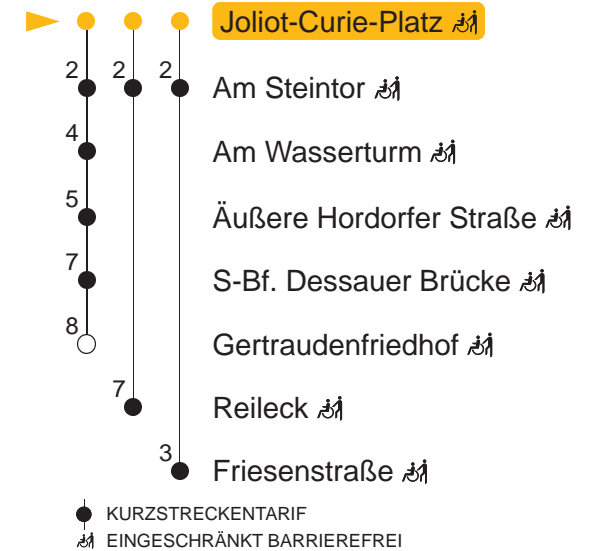 Joliot-Curie-Platz
2 2 2 Am Steintor
4 Am Wasserturm
5 Äußere Hordorfer Straße
7 S-Bf. Dessauer Brücke
8 Gertraudenfriedhof
7 Reileck
3 Friesenstraße
KURZSTRECKENTARIF
EINGESCHRÄNKT BARRIEREFREI